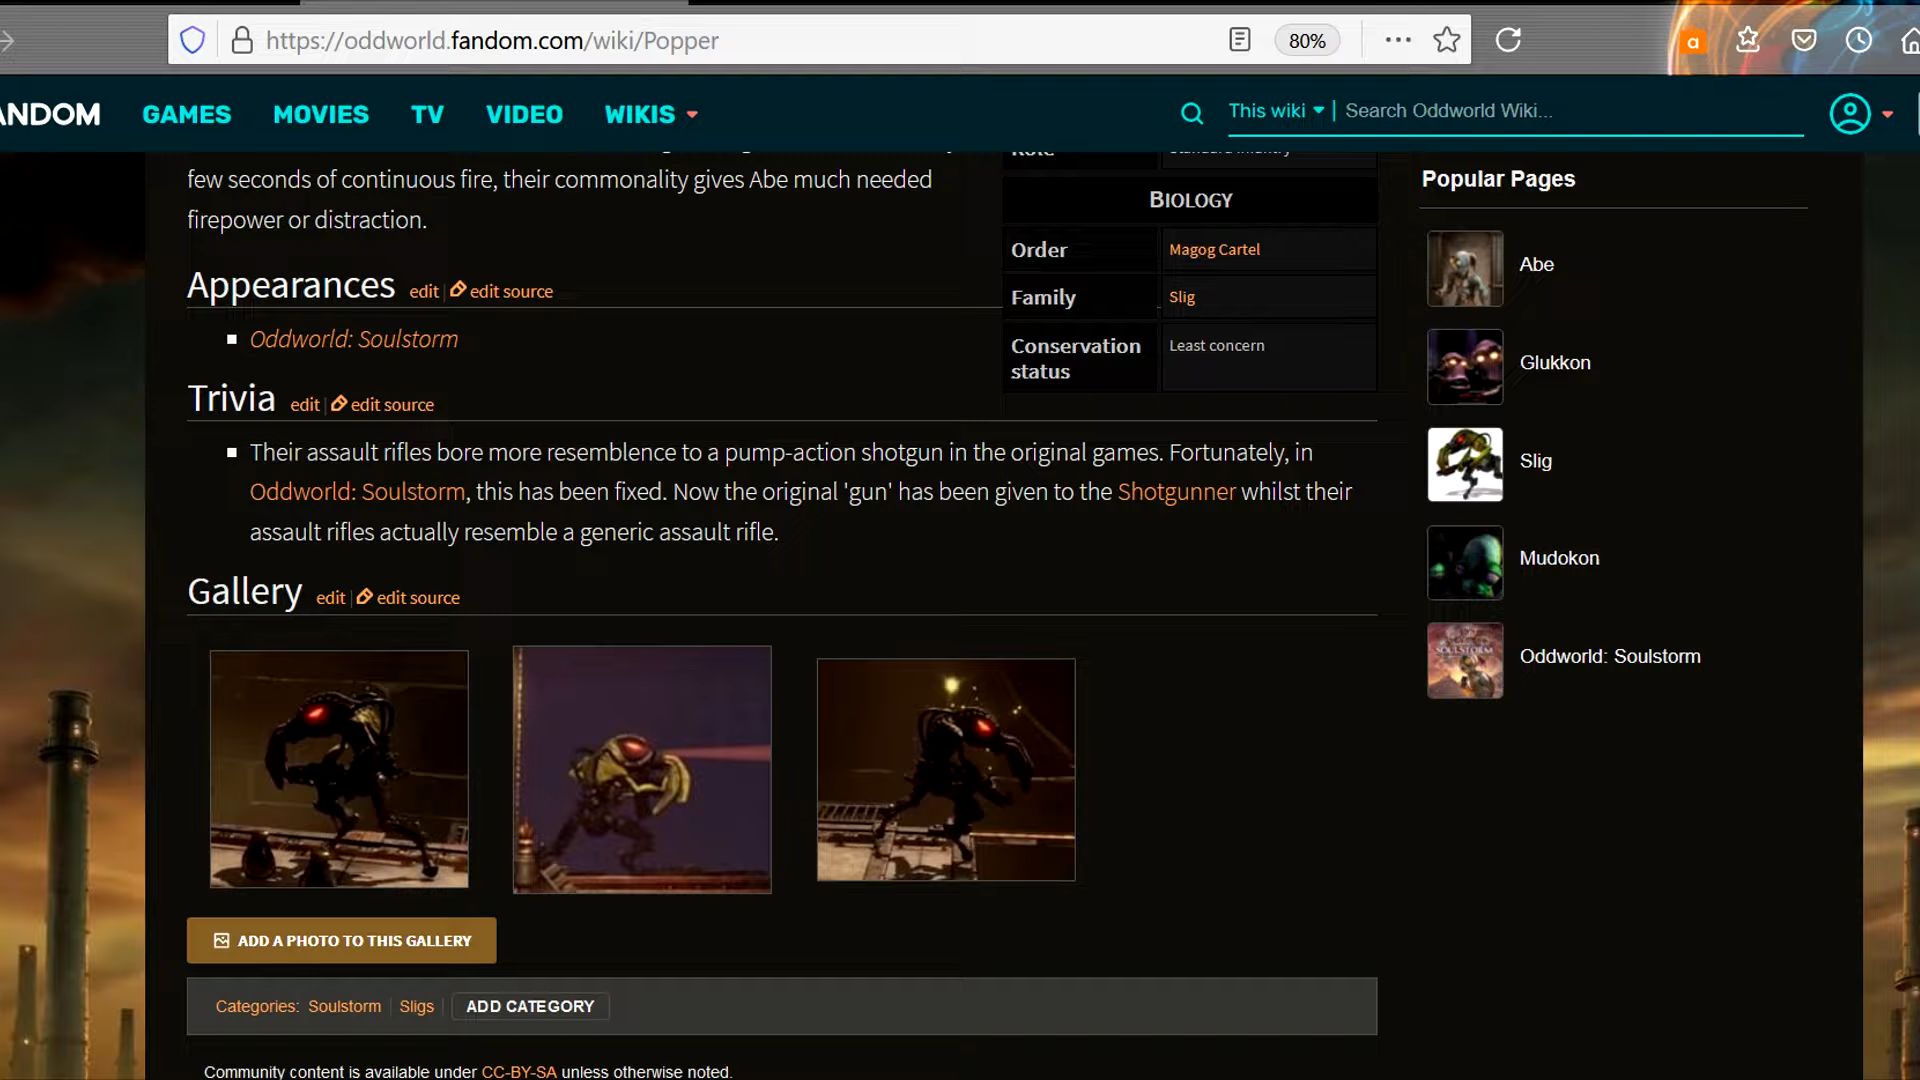 https://oddworld.fandom.com/wiki/Popper
80%
a
ANDOM
GAMES
MOVIES
TV
VIDEO
WIKIS
This wiki
Search Oddworld Wiki...
few seconds of continuous fire, their commonality gives Abe much needed
firepower or distraction.
Role
Standard Infantry
BIOLOGY
Order
Magog Cartel
Family
Slig
Conservation
status
Least concern
Appearances edit | edit source
Oddworld: Soulstorm
Trivia edit | edit source
Their assault rifles bore more resemblence to a pump-action shotgun in the original games. Fortunately, in
Oddworld: Soulstorm, this has been fixed. Now the original 'gun' has been given to the Shotgunner whilst their
assault rifles actually resemble a generic assault rifle.
Gallery edit | edit source
ADD A PHOTO TO THIS GALLERY
Categories: Soulstorm | Sligs | ADD CATEGORY
Community content is available under CC-BY-SA unless otherwise noted.
Popular Pages
Abe
Glukkon
Slig
Mudokon
SOULSTORM
Oddworld: Soulstorm